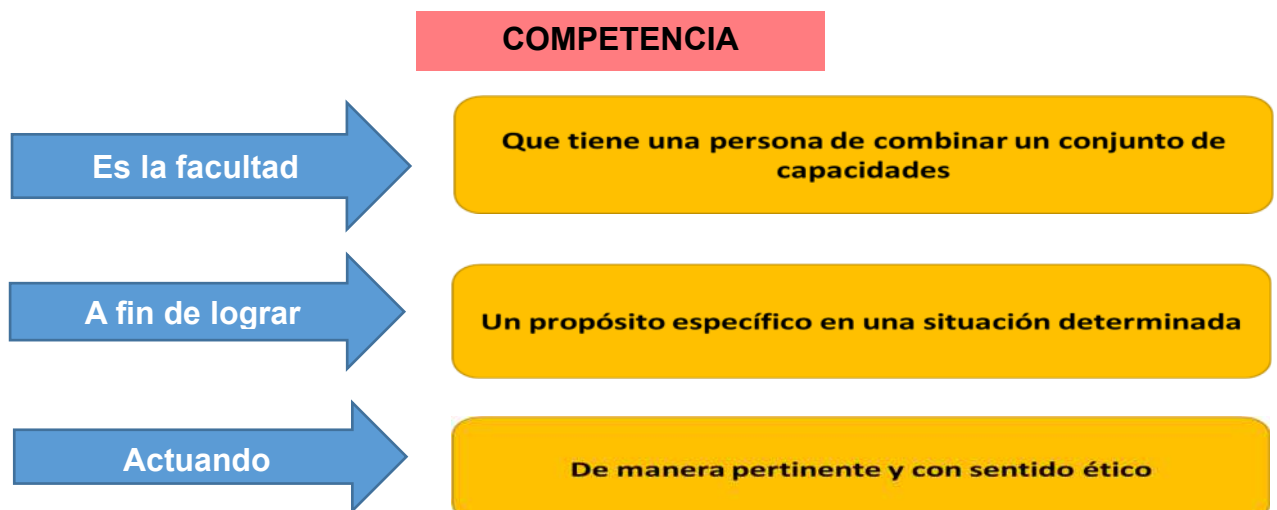 COMPETENCIA
Es la facultad
Que tiene una persona de combinar un conjunto de
capacidades
A fin de lograr
Un propósito específico en una situación determinada
Actuando
De manera pertinente y con sentido ético